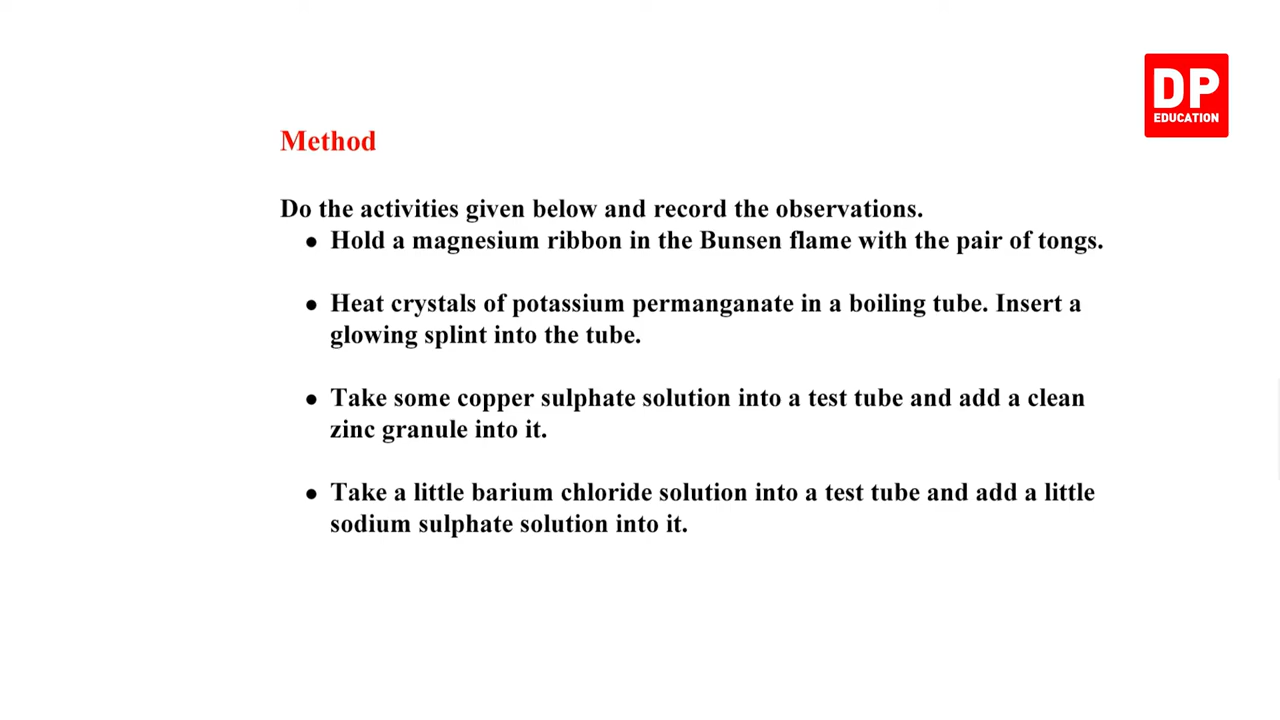 DP
EDUCATION
Method
Do the activities given below and record the observations.
● Hold a magnesium ribbon in the Bunsen flame with the pair of tongs.
● Heat crystals of potassium permanganate in a boiling tube. Insert a
glowing splint into the tube.
● Take some copper sulphate solution into a test tube and add a clean
zinc granule into it.
● Take a little barium chloride solution into a test tube and add a little
sodium sulphate solution into it.